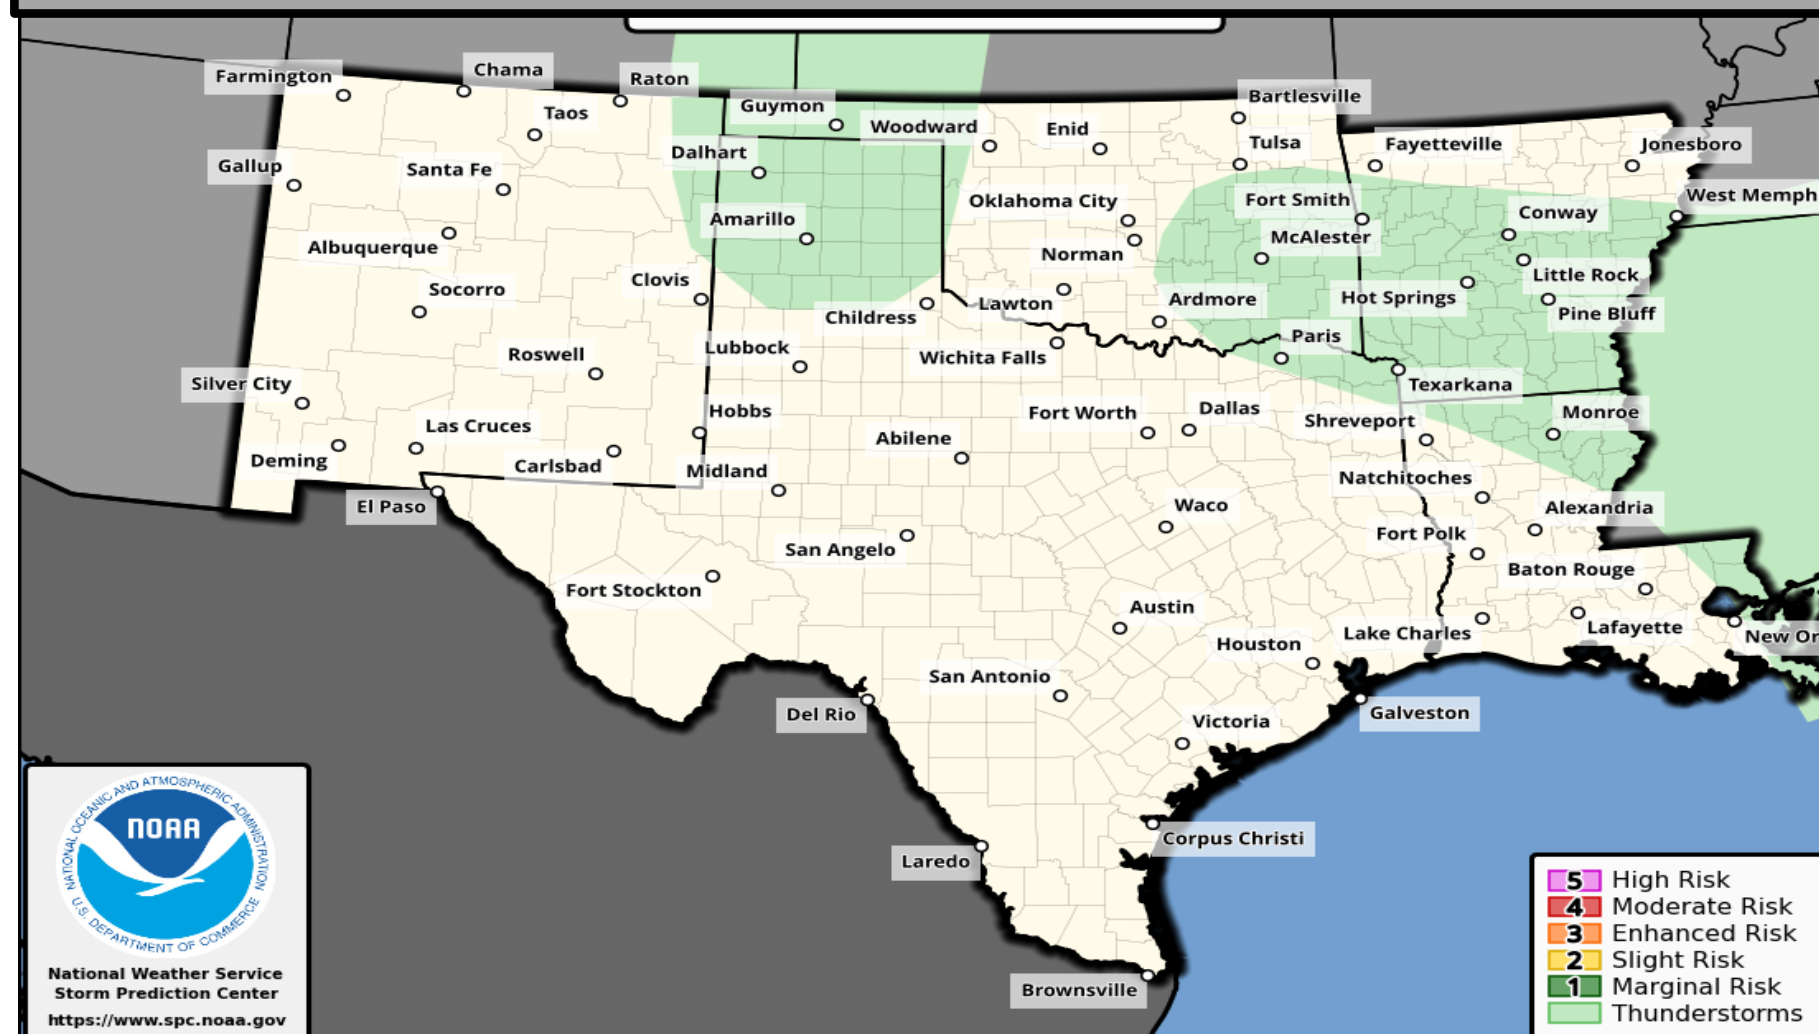 Farmington
Chama
Raton
Taos
Guymon
Woodward
Enid
Bartlesville
Tulsa
Fayetteville
Jonesboro
Gallup
Santa Fe
Dalhart
Oklahoma City
Fort Smith
Conway
West Memph
Albuquerque
Amarillo
Norman
McAlester
Little Rock
Socorro
Clovis
Childress
Lawton
Ardmore
Hot Springs
Pine Bluff
Roswell
Lubbock
Wichita Falls
Paris
Texarkana
Silver City
Las Cruces
Hobbs
Abilene
Fort Worth
Dallas
Shreveport
Monroe
Deming
Carlsbad
Midland
Natchitoches
El Paso
San Angelo
Waco
Fort Polk
Alexandria
Fort Stockton
Austin
Baton Rouge
Houston
Lake Charles
Lafayette
New Or
San Antonio
Del Rio
Victoria
Galveston
Corpus Christi
Laredo
Brownsville
NATIONAL OCEANIC AND ATMOSPHERIC ADMINISTRATION
NOAA
U.S. DEPARTMENT OF COMMERCE
National Weather Service
Storm Prediction Center
https://www.spc.noaa.gov
5 High Risk
4 Moderate Risk
3 Enhanced Risk
2 Slight Risk
1 Marginal Risk
Thunderstorms